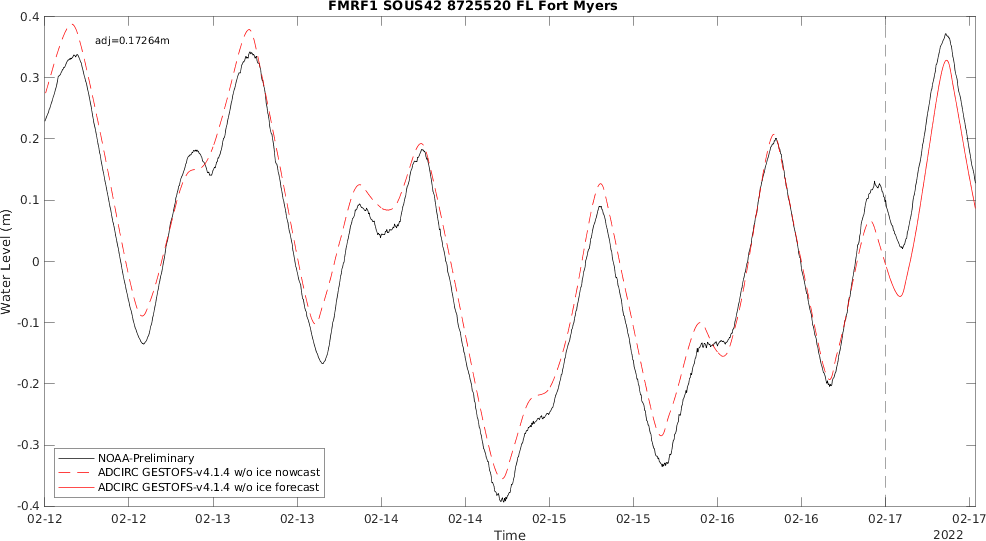 FMRF1 SOUS42 8725520 FL Fort Myers
adj=0.17264m
0.4
0.3
0.2
0.1
0
-0.1
-0.2
-0.3
-0.4
Water Level (m)
NOAA-Preliminary
ADCIRC GESTOFS-v4.1.4 w/o ice nowcast
ADCIRC GESTOFS-v4.1.4 w/o ice forecast
02-12 02-12 02-13 02-13 02-14 02-14 02-15 02-15 02-16 02-16 02-17 02-17
Time
2022